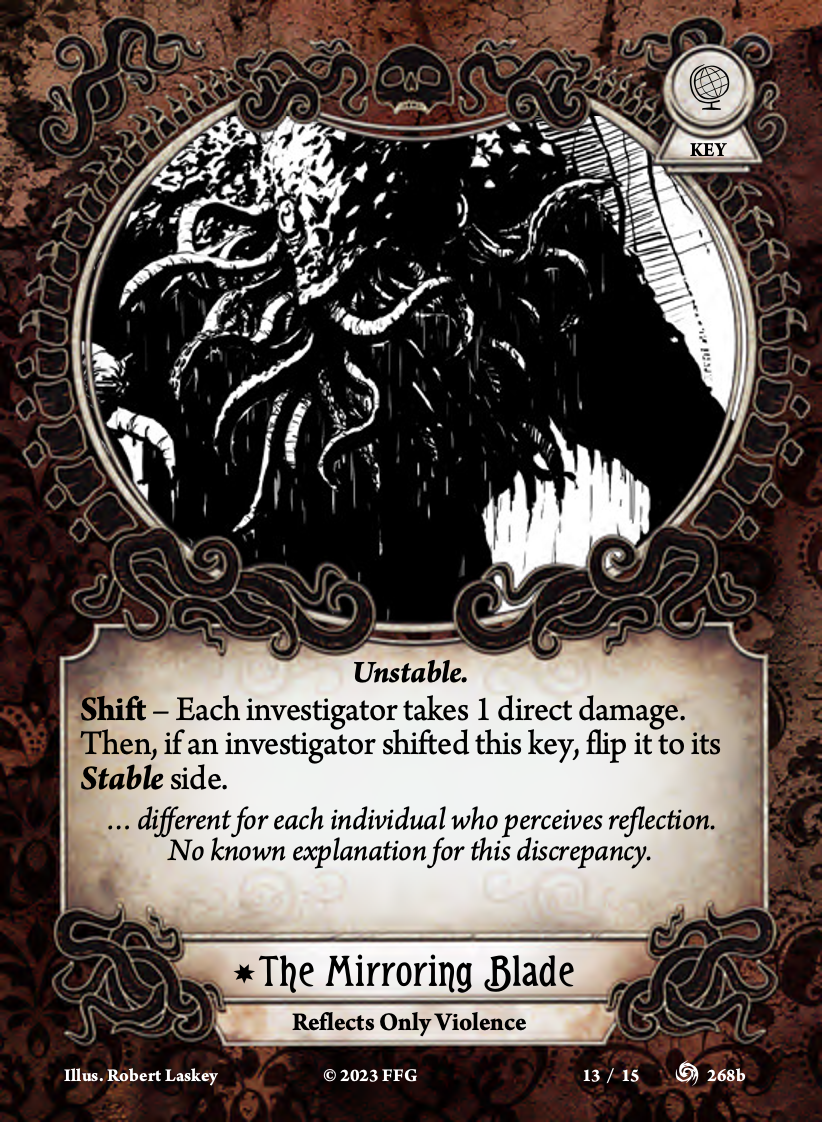 KEY
Unstable.
Shift – Each investigator takes 1 direct damage.
Then, if an investigator shifted this key, flip it to its
Stable side.
... different for each individual who perceives reflection.
No known explanation for this discrepancy.
✷The Mirroring Blade
Reflects Only Violence
Illus. Robert Laskey © 2023 FFG 13 / 15 268b